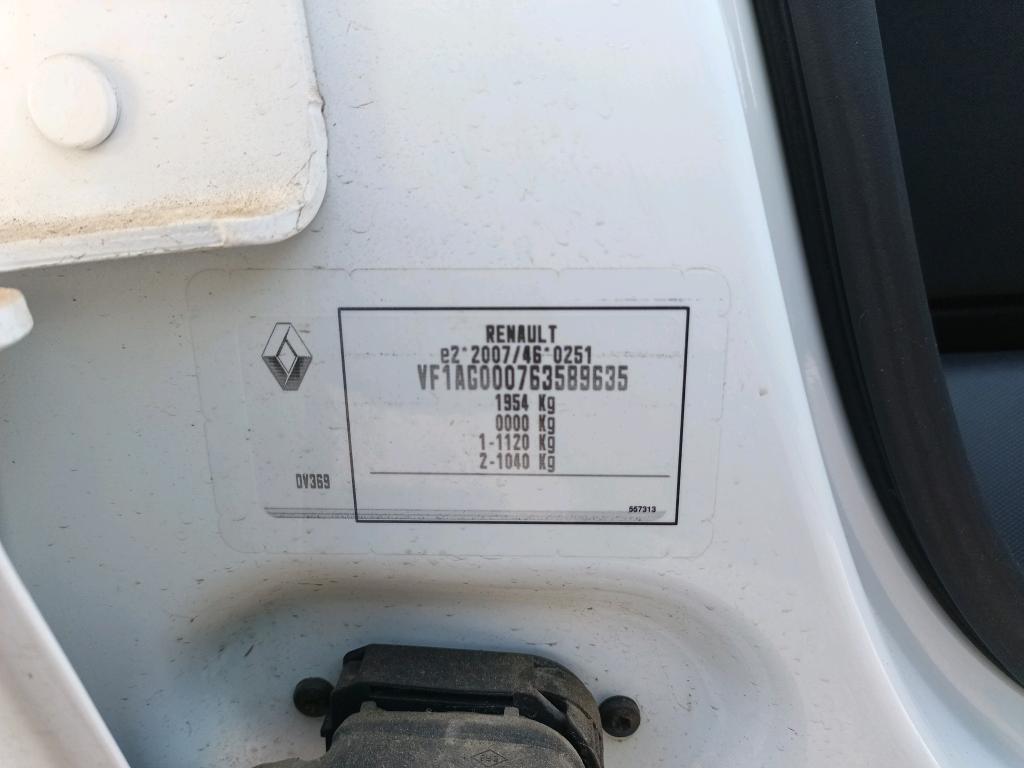 RENAULT
e2*2007/46*0251
VF1AG000763589635
1954 Kg
0000 Kg
1-1120 Kg
2-1040 Kg
DV369
557313